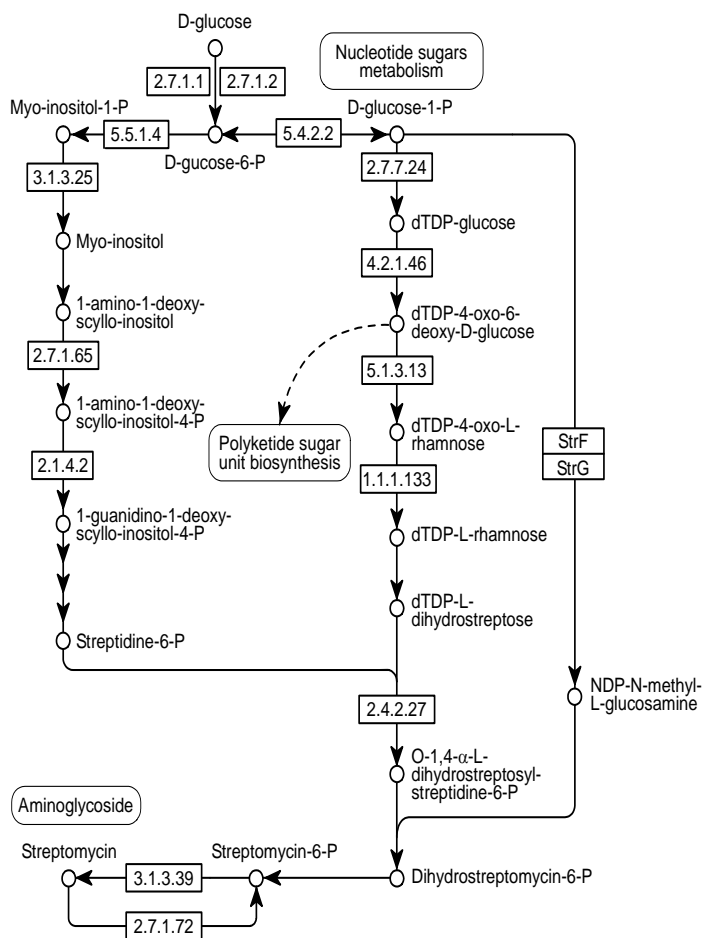 D-glucose
Nucleotide sugars
metabolism
2.7.1.1
2.7.1.2
Myo-inositol-1-P
D-glucose-1-P
5.5.1.4
5.4.2.2
D-gucose-6-P
3.1.3.25
2.7.7.24
Myo-inositol
dTDP-glucose
4.2.1.46
1-amino-1-deoxy-
scyllo-inositol
dTDP-4-oxo-6-
deoxy-D-glucose
2.7.1.65
5.1.3.13
1-amino-1-deoxy-
scyllo-inositol-4-P
Polyketide sugar
unit biosynthesis
dTDP-4-oxo-L-
rhamnose
StrF
StrG
2.1.4.2
1.1.1.133
1-guanidino-1-deoxy-
scyllo-inositol-4-P
dTDP-L-rhamnose
dTDP-L-
dihydrostreptose
Streptidine-6-P
NDP-N-methyl-
L-glucosamine
2.4.2.27
O-1,4-α-L-
dihydrostreptosyl-
streptidine-6-P
Aminoglycoside
Streptomycin
Streptomycin-6-P
3.1.3.39
Dihydrostreptomycin-6-P
2.7.1.72